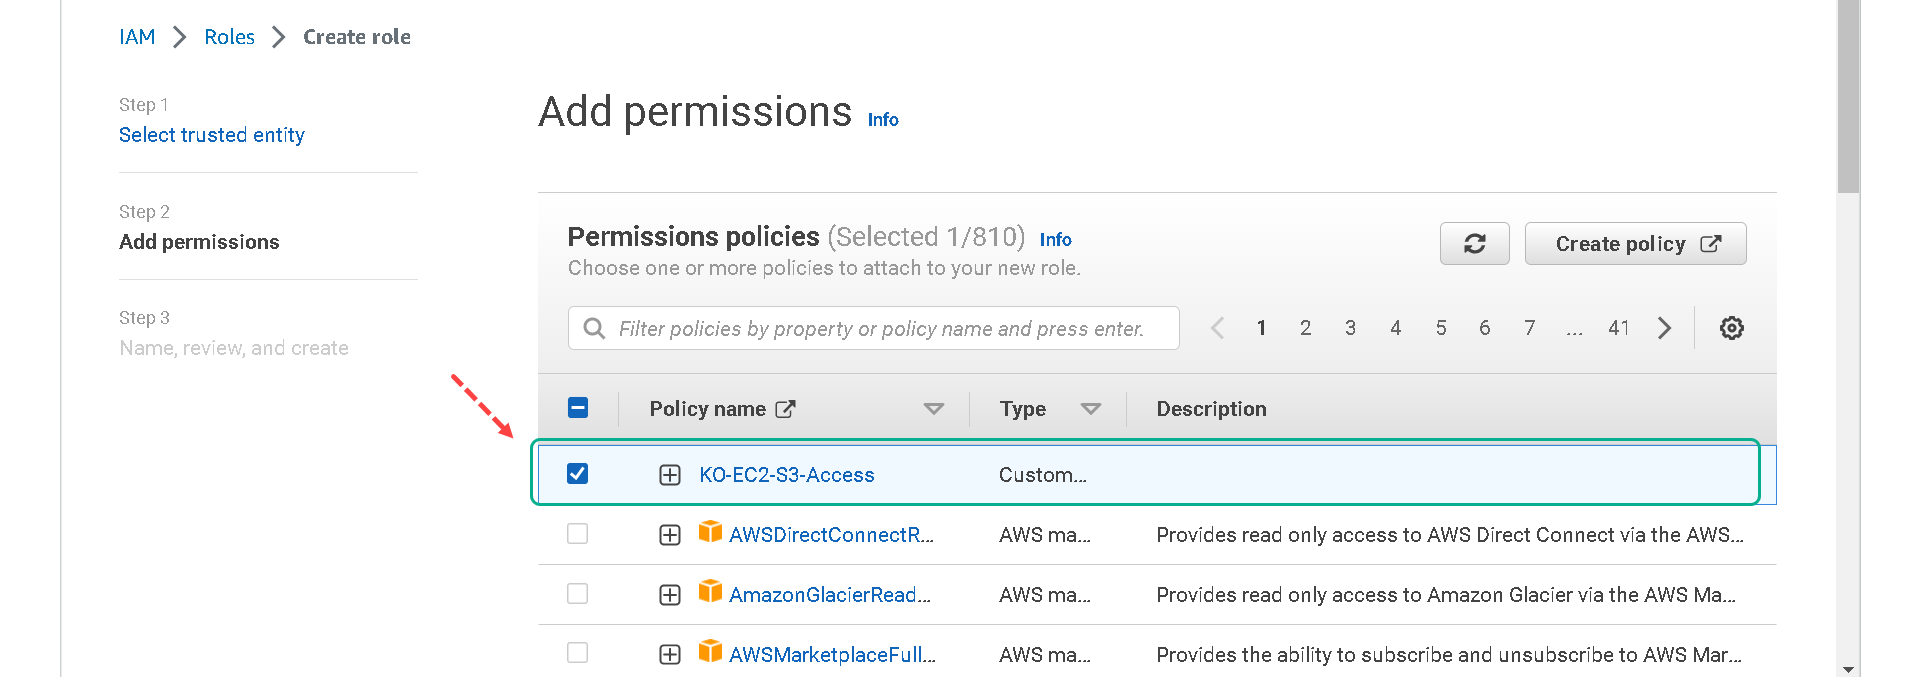 IAM > Roles > Create role
Step 1
Select trusted entity
Step 2
Add permissions
Step 3
Name, review, and create
Add permissions Info
Permissions policies (Selected 1/810) Info
Choose one or more policies to attach to your new role.
Create policy
Filter policies by property or policy name and press enter.
1 2 3 4 5 6 7 ... 41
Policy name Type Description
KO-EC2-S3-Access Custom...
AWSDirectConnectR... AWS ma... Provides read only access to AWS Direct Connect via the AWS...
AmazonGlacierRead... AWS ma... Provides read only access to Amazon Glacier via the AWS Ma...
AWSMarketplaceFull... AWS ma... Provides the ability to subscribe and unsubscribe to AWS Mar...